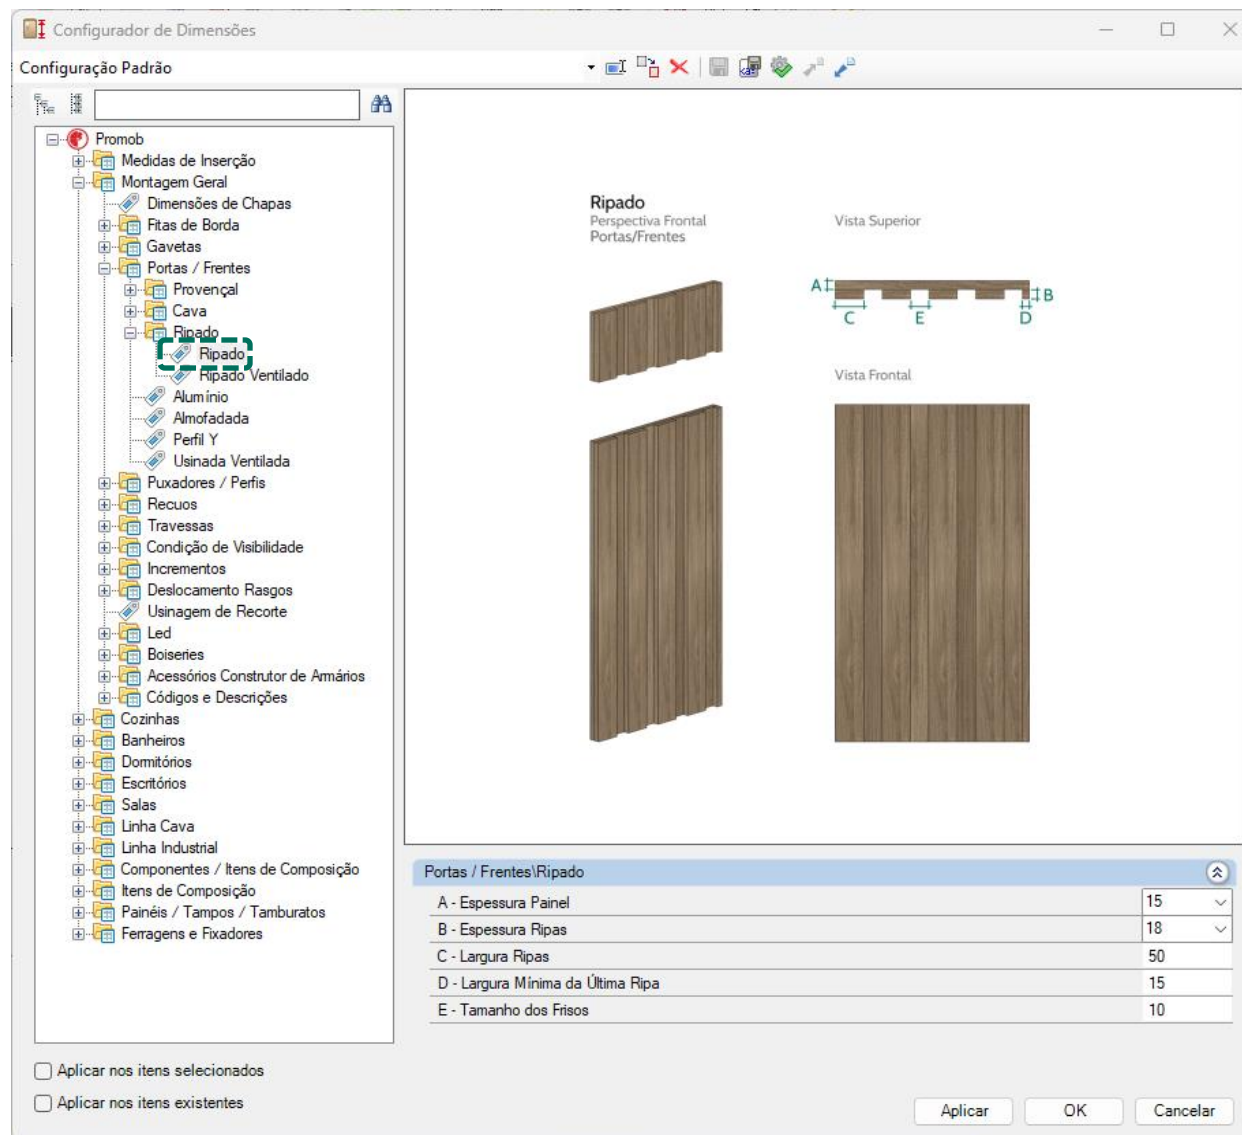 Configurador de Dimensões
Configuração Padrão
Promob
Medidas de Inserção
Montagem Geral
Dimensões de Chapas
Fitas de Borda
Gavetas
Portas / Frentes
Provençal
Cava
Ripado
Ripado
Ripado Ventilado
Alumínio
Almofadada
Perfil Y
Usinada Ventilada
Puxadores / Perfis
Recuos
Travessas
Condição de Visibilidade
Incrementos
Deslocamento Rasgos
Usinagem de Recorte
Led
Boiseries
Acessórios Construtor de Armários
Códigos e Descrições
Cozinhas
Banheiros
Dormitórios
Escritórios
Salas
Linha Cava
Linha Industrial
Componentes / Itens de Composição
Itens de Composição
Painéis / Tampos / Tamburatos
Ferragens e Fixadores
Ripado
Perspectiva Frontal
Portas/Frentes
Vista Superior
A
B
C
E
D
Vista Frontal
Portas / Frentes\Ripado
A - Espessura Painel 15
B - Espessura Ripas 18
C - Largura Ripas 50
D - Largura Mínima da Última Ripa 15
E - Tamanho dos Frisos 10
Aplicar nos itens selecionados
Aplicar nos itens existentes
Aplicar OK Cancelar